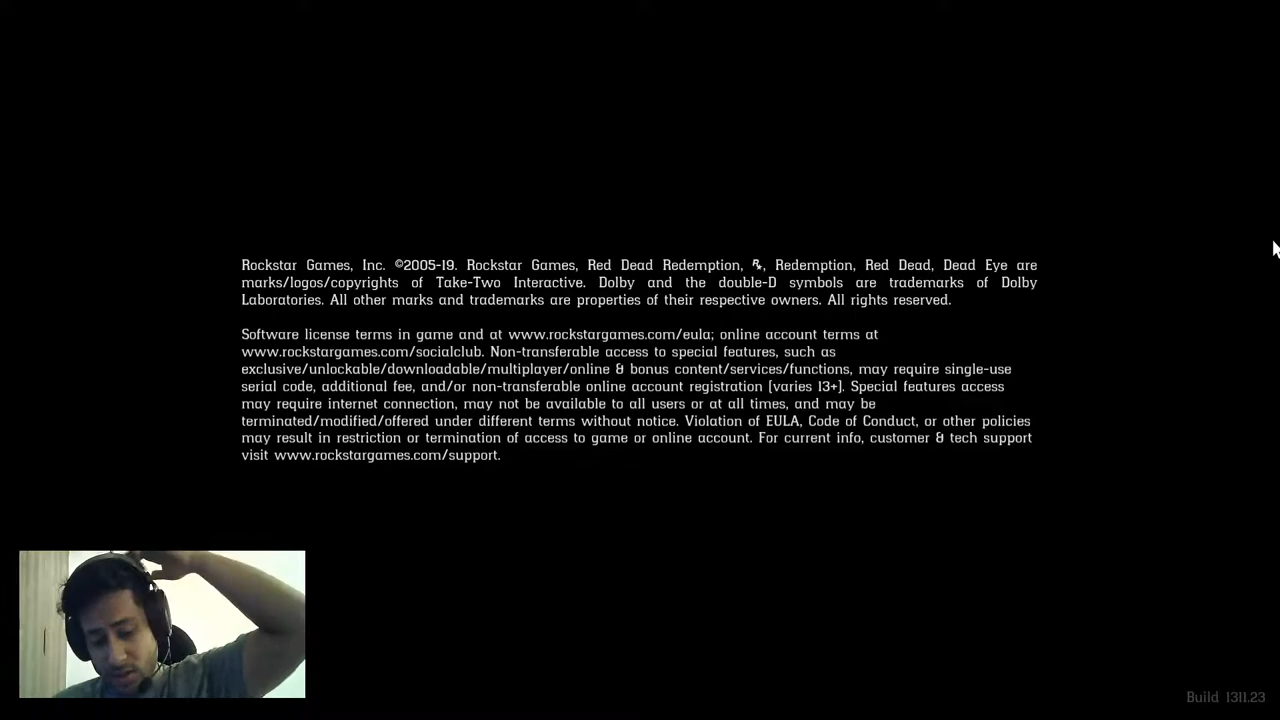 Rockstar Games, Inc. ©2005-19. Rockstar Games, Red Dead Redemption, R*, Redemption, Red Dead, Dead Eye are
marks/logos/copyrights of Take-Two Interactive. Dolby and the double-D symbols are trademarks of Dolby
Laboratories. All other marks and trademarks are properties of their respective owners. All rights reserved.
Software license terms in game and at www.rockstargames.com/eula; online account terms at
www.rockstargames.com/socialclub. Non-transferable access to special features, such as
exclusive/unlockable/downloadable/multiplayer/online & bonus content/services/functions, may require single-use
serial code, additional fee, and/or non-transferable online account registration [varies 13+]. Special features access
may require internet connection, may not be available to all users or at all times, and may be
terminated/modified/offered under different terms without notice. Violation of EULA, Code of Conduct, or other policies
may result in restriction or termination of access to game or online account. For current info, customer & tech support
visit www.rockstargames.com/support.
Build 1311.23